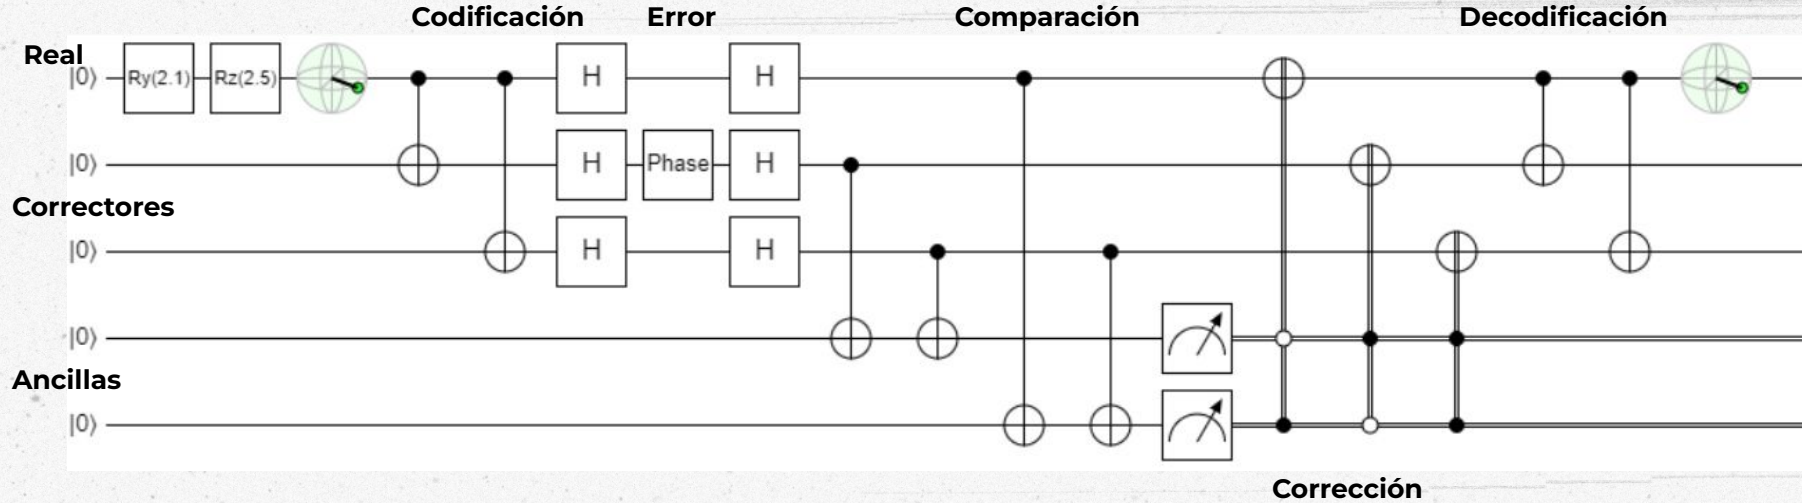 Codificación Error Comparación Decodificación
Real
|0⟩ Ry(2.1) Rz(2.5) H H
|0⟩ H Phase H
Correctores
|0⟩ H H
|0⟩
Ancillas
|0⟩
Corrección